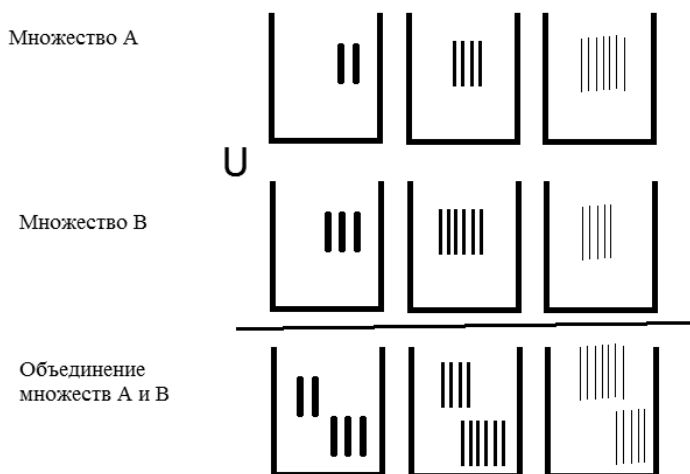 Множество А
U
Множество В
Объединение
множеств А и В